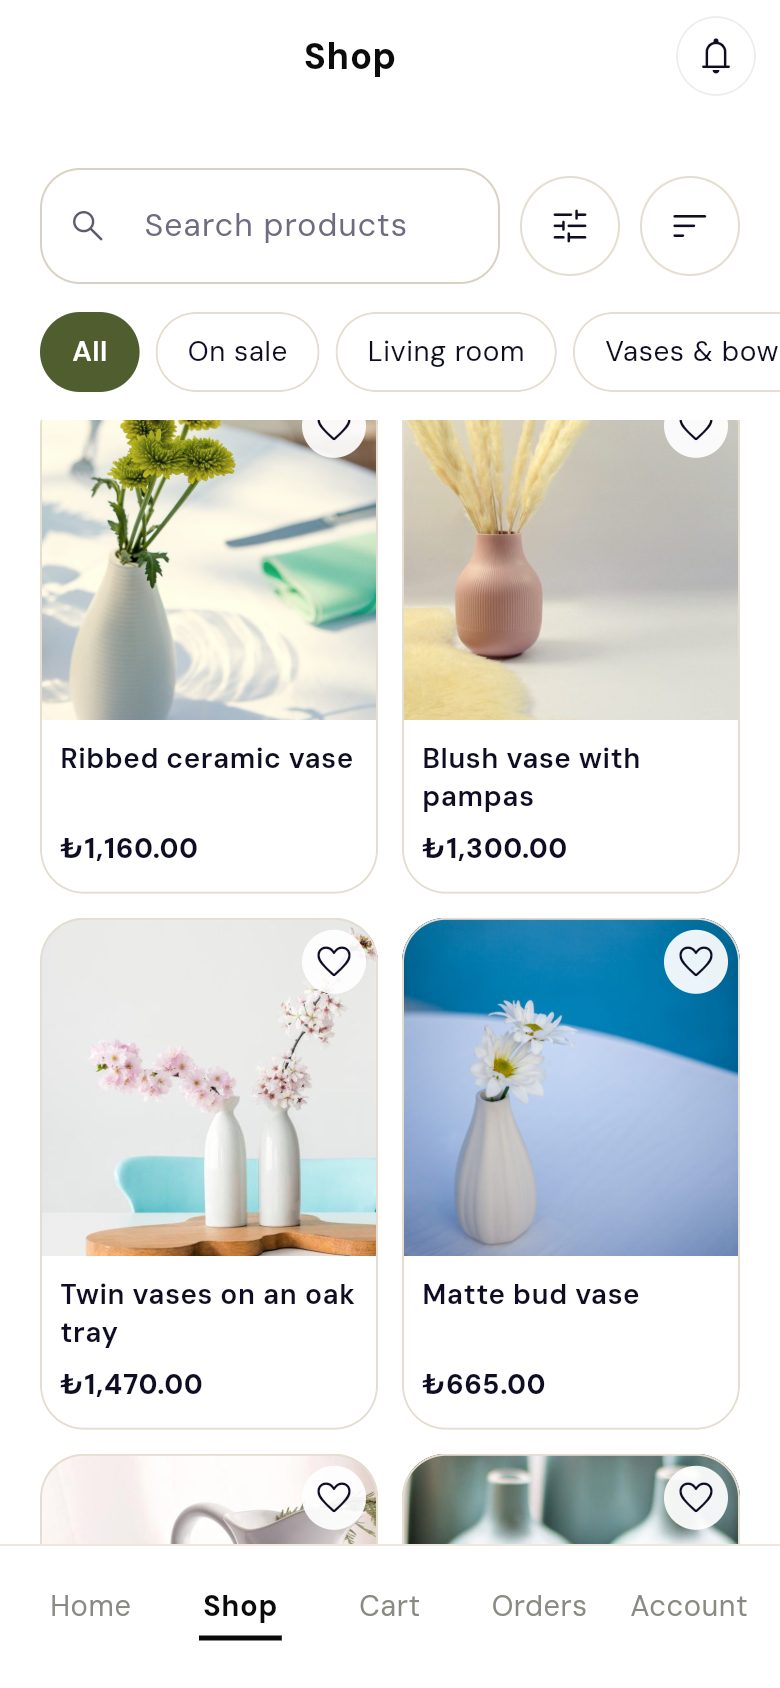 Shop
Search products
All
On sale
Living room
Vases & bow
Ribbed ceramic vase
₺1,160.00
Blush vase with
pampas
₺1,300.00
Twin vases on an oak
tray
₺1,470.00
Matte bud vase
₺665.00
Home
Shop
Cart
Orders
Account